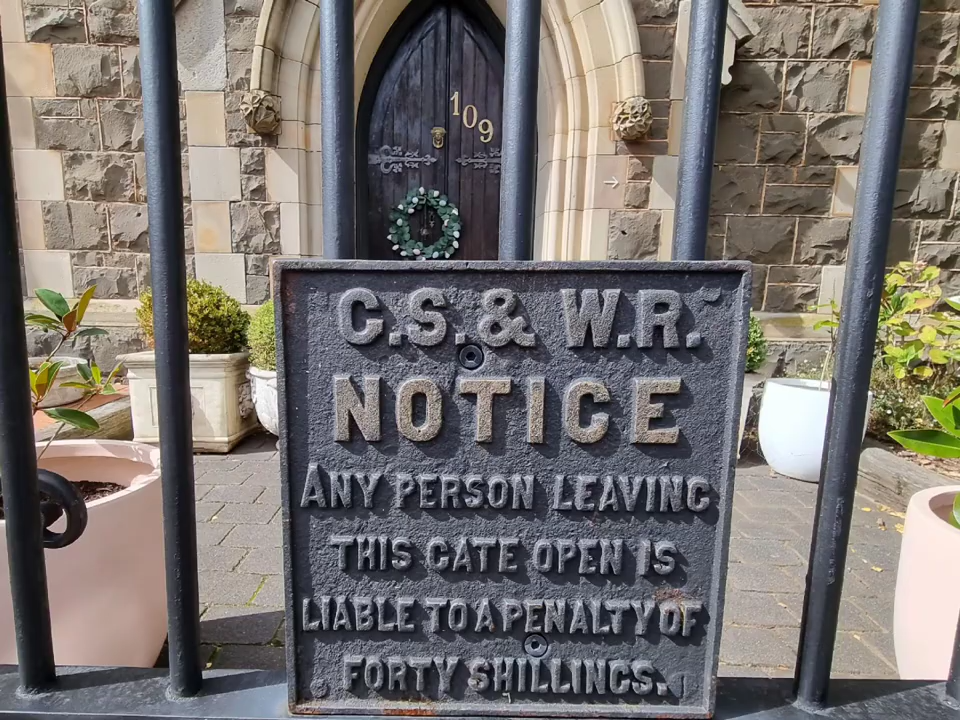 109
G.S.& W.R.
NOTICE
ANY PERSON LEAVING
THIS GATE OPEN IS
LIABLE TO A PENALTY OF
FORTY SHILLINGS.